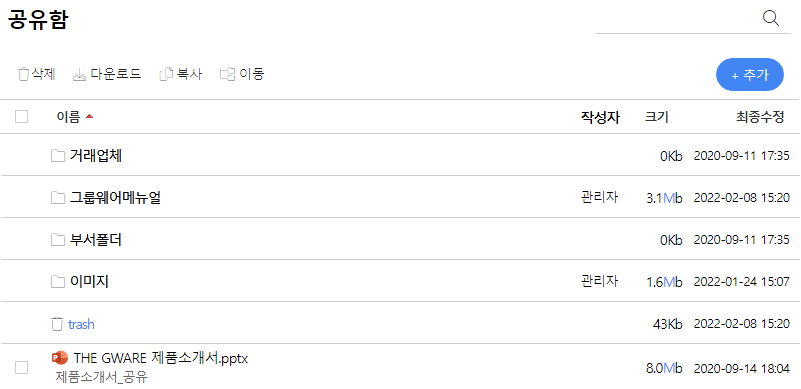 공유함
삭제 다운로드 복사 이동 + 추가
이름 작성자 크기 최종수정
거래업체 0Kb 2020-09-11 17:35
그룹웨어메뉴얼 관리자 3.1Mb 2022-02-08 15:20
부서폴더 0Kb 2020-09-11 17:35
이미지 관리자 1.6Mb 2022-01-24 15:07
trash 43Kb 2022-02-08 15:20
THE GWARE 제품소개서.pptx 8.0Mb 2020-09-14 18:04
제품소개서_공유